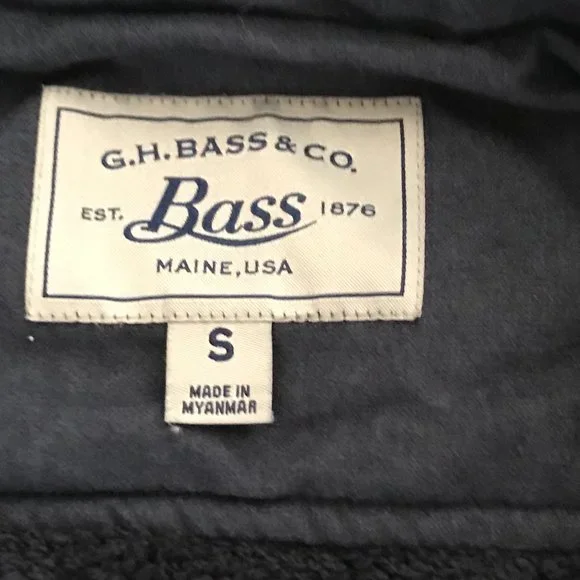 G.H. BASS & CO.
EST. Bass 1876
MAINE, USA
S
MADE IN
MYANMAR